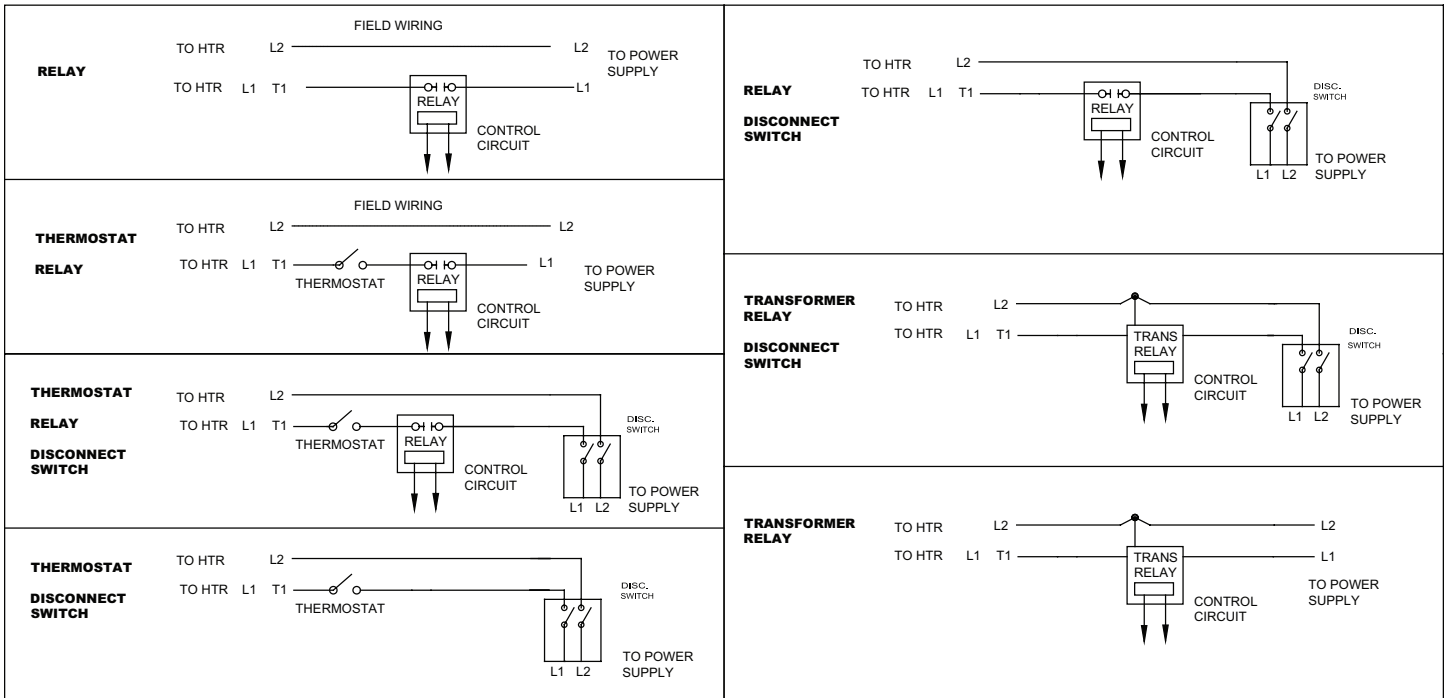 RELAY
FIELD WIRING
TO HTR L2 L2 TO POWER
SUPPLY
TO HTR L1 T1 L1
RELAY
CONTROL
CIRCUIT
THERMOSTAT
RELAY
FIELD WIRING
TO HTR L2 L2
TO HTR L1 T1 L1
THERMOSTAT
RELAY
TO POWER
SUPPLY
CONTROL
CIRCUIT
THERMOSTAT
RELAY
DISCONNECT
SWITCH
TO HTR L2
TO HTR L1 T1
THERMOSTAT
RELAY
DISC.
SWITCH
CONTROL
CIRCUIT
L1 L2
TO POWER
SUPPLY
THERMOSTAT
DISCONNECT
SWITCH
TO HTR L2
TO HTR L1 T1
THERMOSTAT
DISC.
SWITCH
L1 L2
TO POWER
SUPPLY
RELAY
DISCONNECT
SWITCH
TO HTR L2
TO HTR L1 T1
RELAY
DISC.
SWITCH
CONTROL
CIRCUIT
L1 L2
TO POWER
SUPPLY
TRANSFORMER
RELAY
DISCONNECT
SWITCH
TO HTR L2
TO HTR L1 T1
TRANS
RELAY
DISC.
SWITCH
CONTROL
CIRCUIT
L1 L2
TO POWER
SUPPLY
TRANSFORMER
RELAY
TO HTR L2 L2
TO HTR L1 T1 L1
TRANS
RELAY
CONTROL
CIRCUIT
TO POWER
SUPPLY